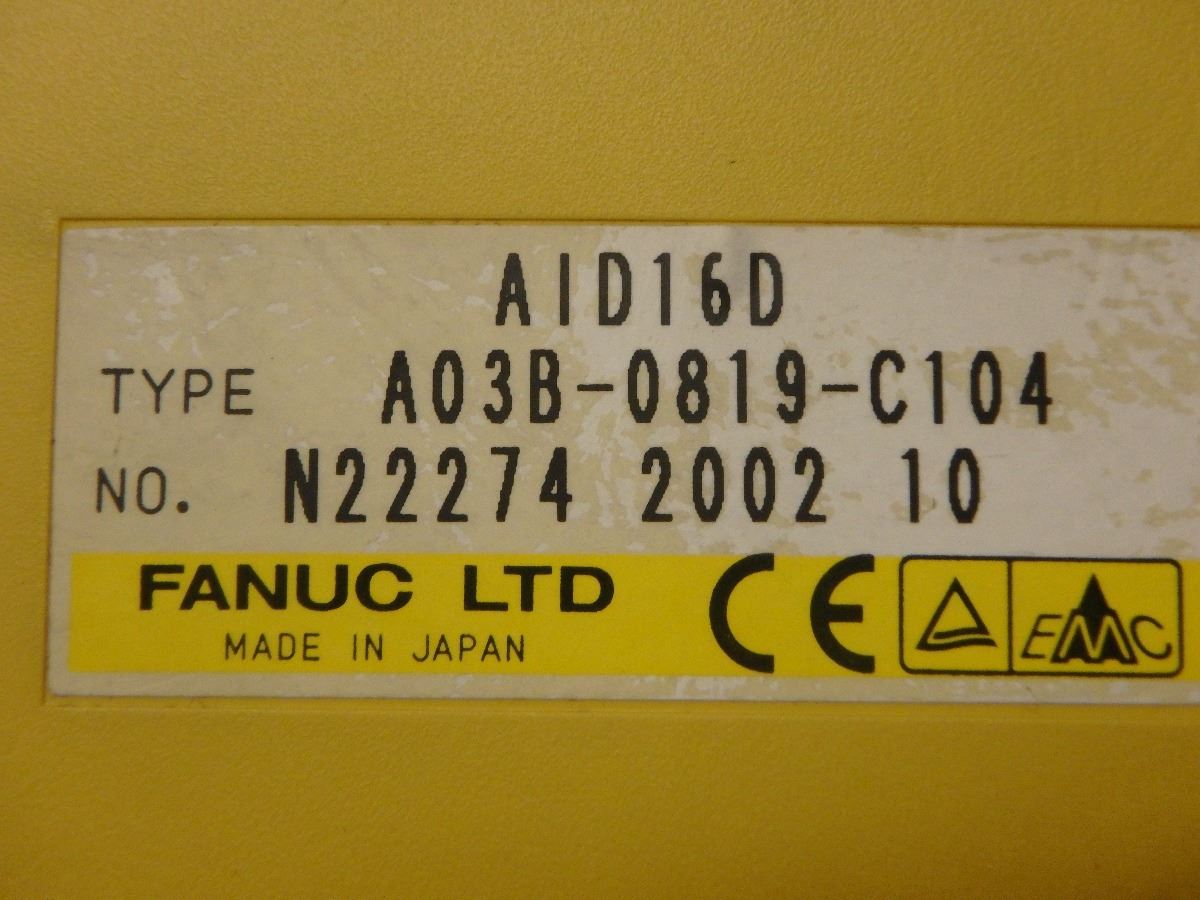 AID16D
TYPE A03B-0819-C104
NO. N22274 2002 10
FANUC LTD
MADE IN JAPAN
CE
EMC